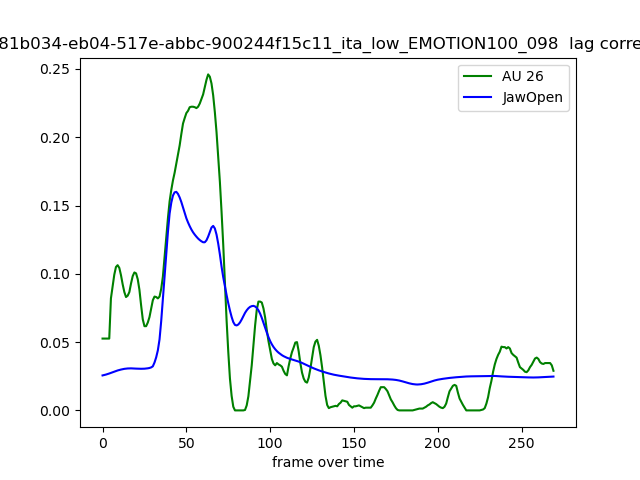 81b034-eb04-517e-abbc-900244f15c11_ita_low_EMOTION100_098 lag corre
AU 26
JawOpen
0.25
0.20
0.15
0.10
0.05
0.00
0 50 100 150 200 250
frame over time